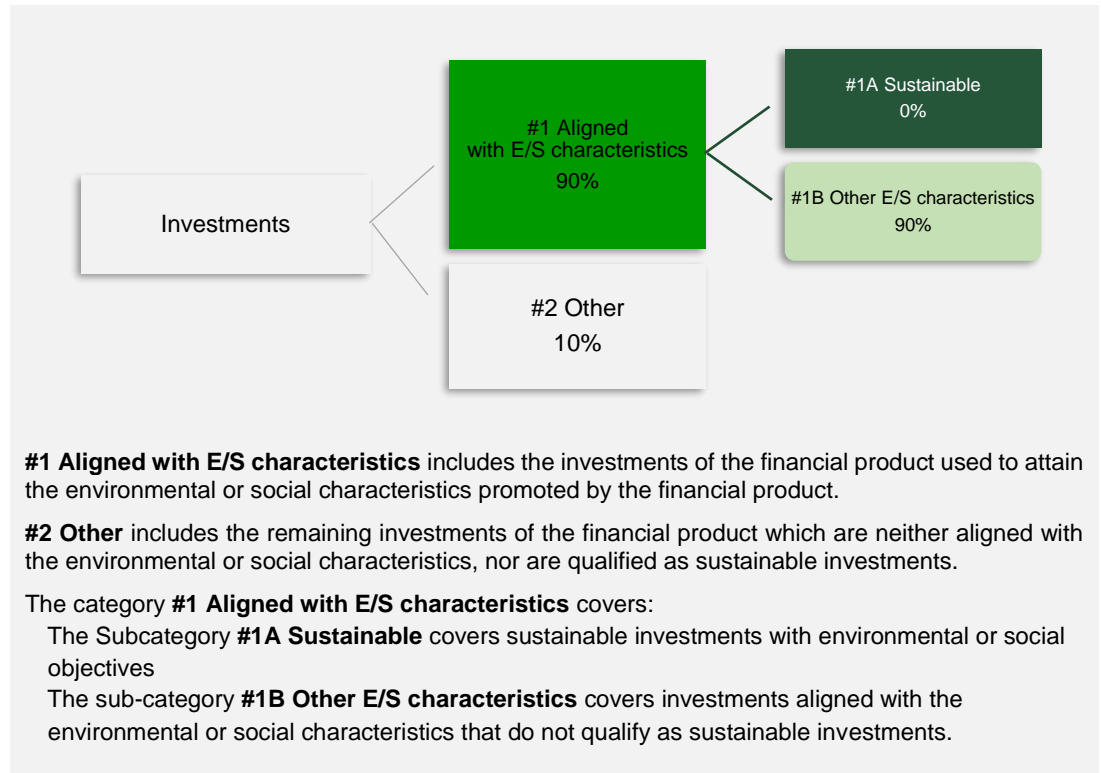 #1A Sustainable
0%
#1 Aligned
with E/S characteristics
90%
#1B Other E/S characteristics
90%
Investments
#2 Other
10%
#1 Aligned with E/S characteristics includes the investments of the financial product used to attain
the environmental or social characteristics promoted by the financial product.
#2 Other includes the remaining investments of the financial product which are neither aligned with
the environmental or social characteristics, nor are qualified as sustainable investments.
The category #1 Aligned with E/S characteristics covers:
The Subcategory #1A Sustainable covers sustainable investments with environmental or social
objectives
The sub-category #1B Other E/S characteristics covers investments aligned with the
environmental or social characteristics that do not qualify as sustainable investments.